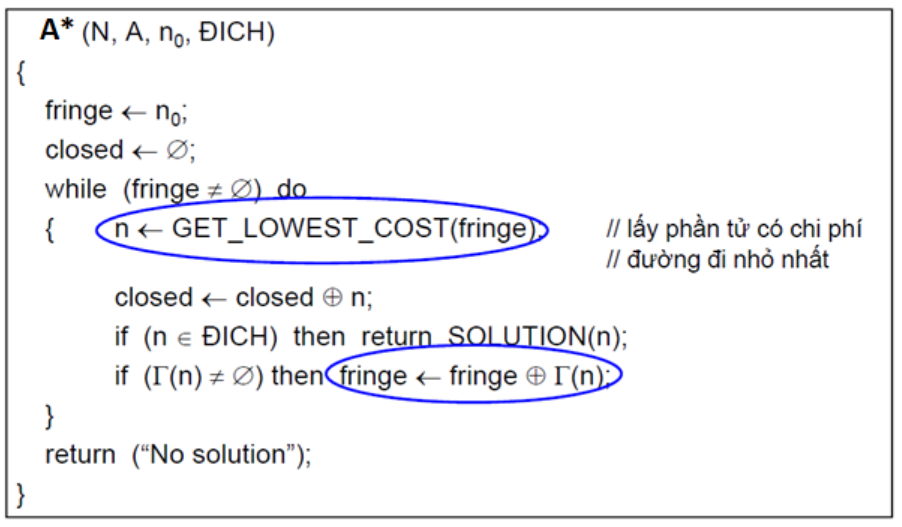 A* (N, A, n₀, ĐICH)
{
fringe ← n₀;
closed ← ∅;
while (fringe ≠ ∅) do
{ n ← GET_LOWEST_COST(fringe); // lấy phần tử có chi phí
// đường đi nhỏ nhất
closed ← closed ⊕ n;
if (n ∈ ĐICH) then return SOLUTION(n);
if (Γ(n) ≠ ∅) then fringe ← fringe ⊕ Γ(n);
}
return (“No solution”);
}